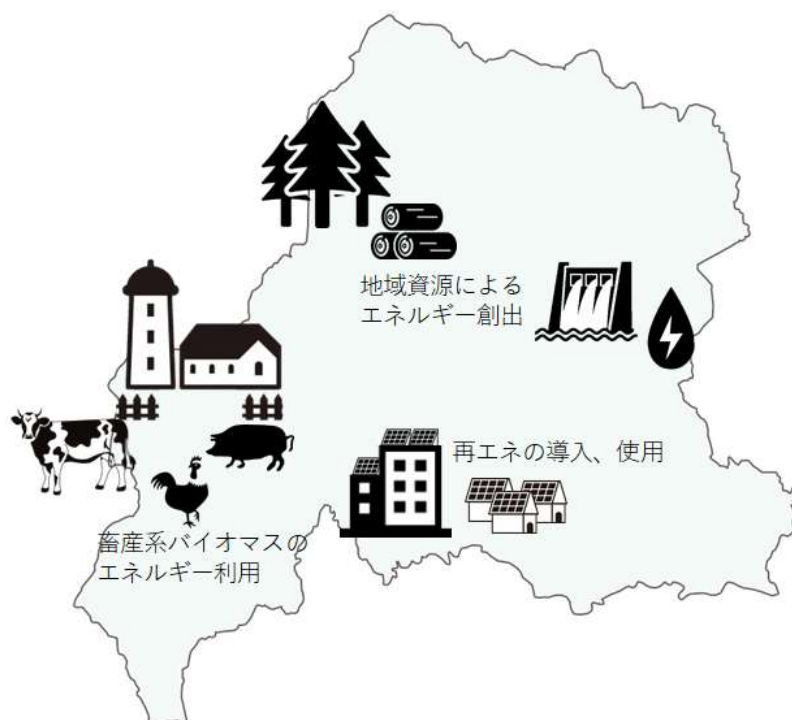 地域資源による
エネルギー創出
再エネの導入、使用
畜産系バイオマスの
エネルギー利用